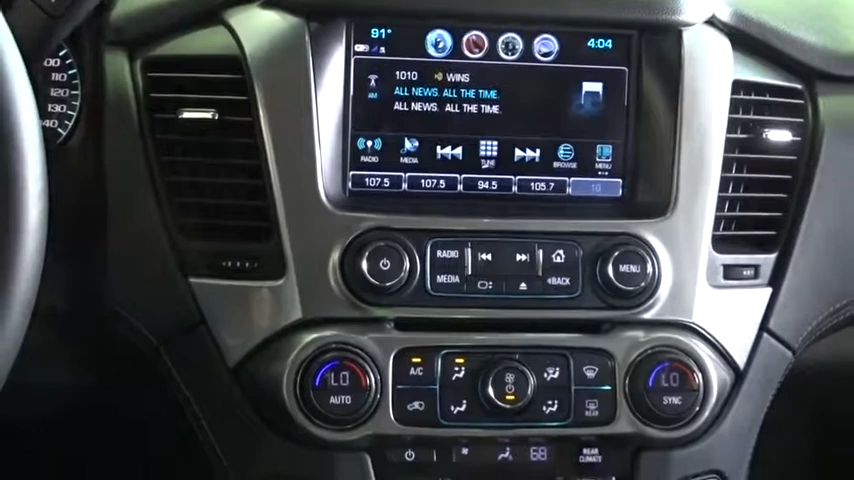 91°
4:04
1010 WINS
AM
ALL NEWS. ALL THE TIME.
ALL NEWS. ALL THE TIME.
RADIO MEDIA TUNE BROWSE MENU
107.5 107.5 94.5 105.7 10
100
110
120
130
140
RADIO
MEDIA
BACK
MENU
LO
AUTO
A/C
REAR
LO
SYNC
68
REAR
CLIMATE